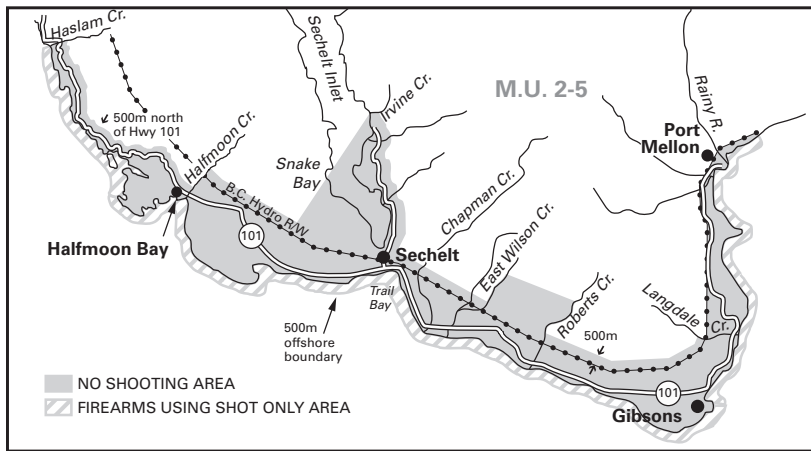 Haslam Cr.
Sechelt Inlet
Irvine Cr.
M.U. 2-5
Rainy R.
Port
Mellon
500m north
of Hwy 101
Halfmoon Cr.
Snake
Bay
B.C. Hydro R/W
Chapman Cr.
East Wilson Cr.
Halfmoon Bay
101
Sechelt
Trail
Bay
Roberts Cr.
Langdale
Cr.
500m
offshore
boundary
500m
101
Gibsons
NO SHOOTING AREA
FIREARMS USING SHOT ONLY AREA